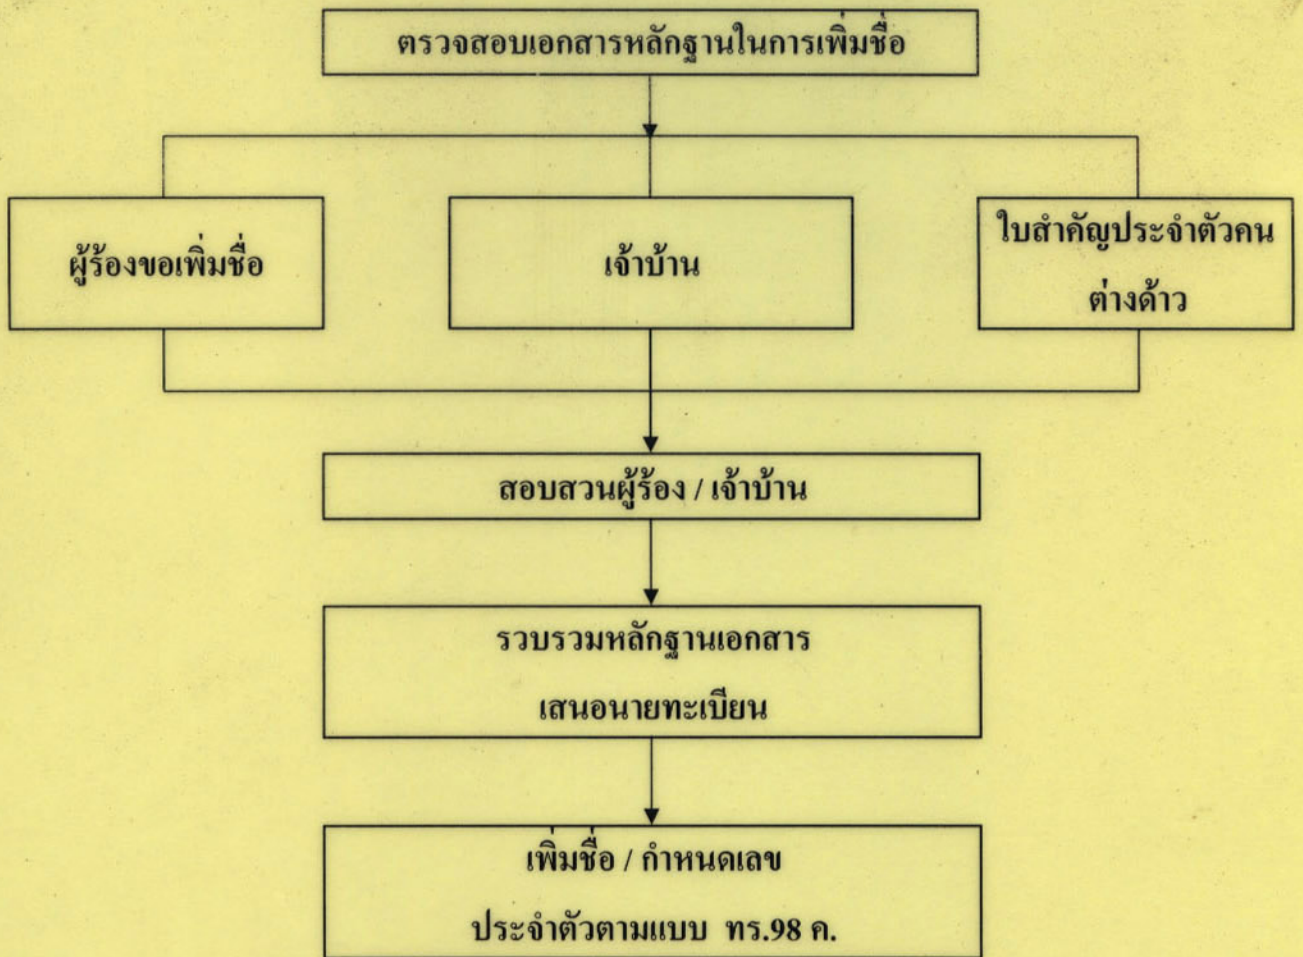 ตรวจสอบเอกสารหลักฐานในการเพิ่มชื่อ
ผู้ร้องขอเพิ่มชื่อ
เจ้าบ้าน
ใบสำคัญประจำตัวคน
ต่างด้าว
สอบสวนผู้ร้อง / เจ้าบ้าน
รวบรวมหลักฐานเอกสาร
เสนอนายทะเบียน
เพิ่มชื่อ / กำหนดเลข
ประจำตัวตามแบบ ทร.98 ค.